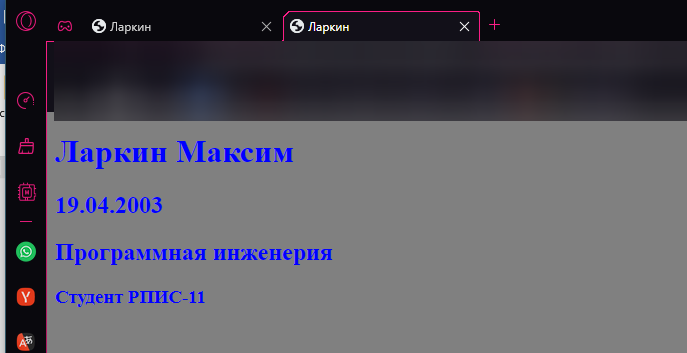 Ларкин
Ларкин
Ларкин Максим
19.04.2003
Программная инженерия
Студент РПИС-11